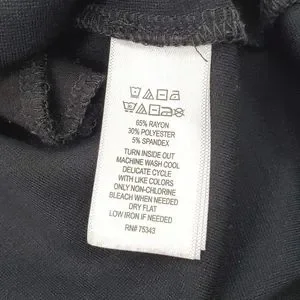 65% RAYON
30% POLYESTER
5% SPANDEX
TURN INSIDE OUT
MACHINE WASH COOL
DELICATE CYCLE
WITH LIKE COLORS
ONLY NON-CHLORINE
BLEACH WHEN NEEDED
DRY FLAT
LOW IRON IF NEEDED
RN# 75343